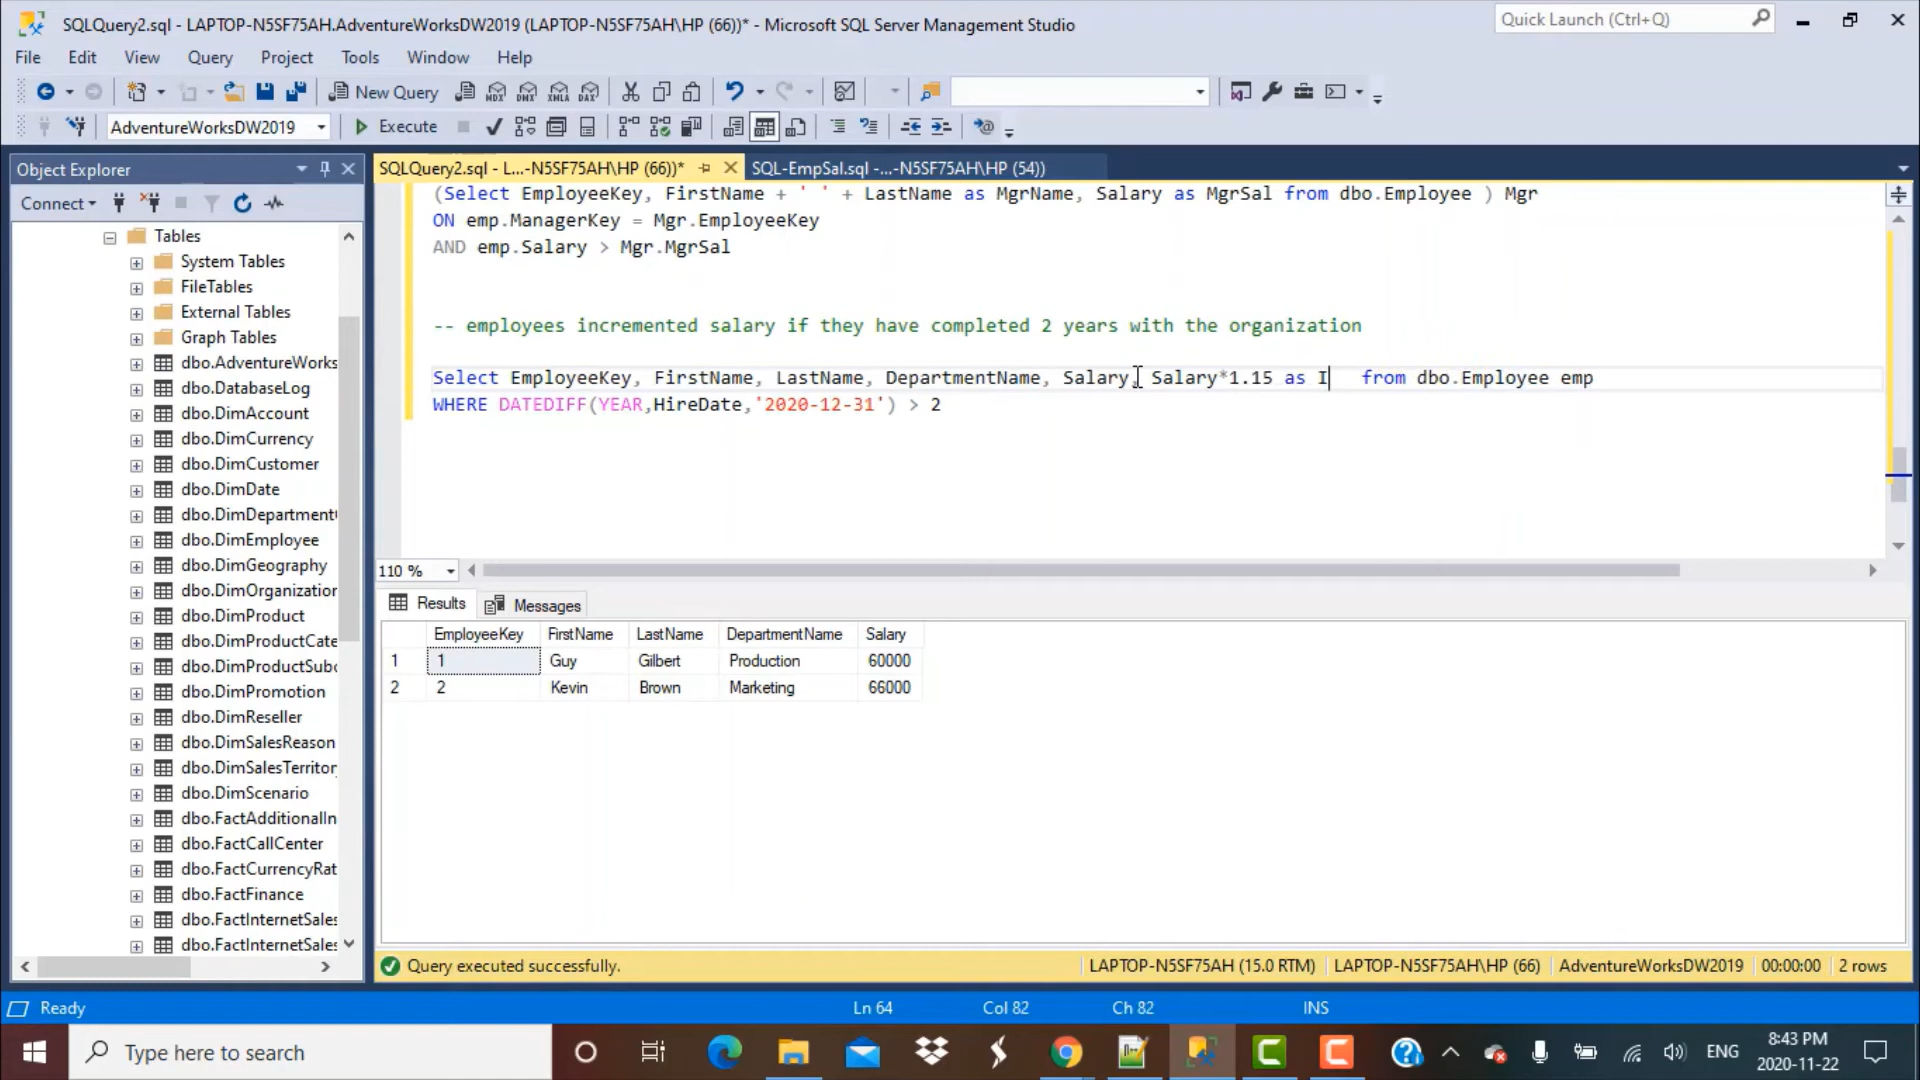 SQLQuery2.sql - LAPTOP-N5SF75AH.AdventureWorksDW2019 (LAPTOP-N5SF75AH\HP (66))* - Microsoft SQL Server Management Studio
Quick Launch (Ctrl+Q)
File Edit View Query Project Tools Window Help
New Query
MDX DMX XMLA DAX
AdventureWorksDW2019 Execute
Object Explorer
SQLQuery2.sql - L...-N5SF75AH\HP (66))* SQL-EmpSal.sql -...-N5SF75AH\HP (54))
Connect
Tables
System Tables
FileTables
External Tables
Graph Tables
dbo.AdventureWorks
dbo.DatabaseLog
dbo.DimAccount
dbo.DimCurrency
dbo.DimCustomer
dbo.DimDate
dbo.DimDepartment
dbo.DimEmployee
dbo.DimGeography
dbo.DimOrganization
dbo.DimProduct
dbo.DimProductCate
dbo.DimProductSubc
dbo.DimPromotion
dbo.DimReseller
dbo.DimSalesReason
dbo.DimSalesTerritor
dbo.DimScenario
dbo.FactAdditionalIn
dbo.FactCallCenter
dbo.FactCurrencyRat
dbo.FactFinance
dbo.FactInternetSales
dbo.FactInternetSales
(Select EmployeeKey, FirstName + ' ' + LastName as MgrName, Salary as MgrSal from dbo.Employee ) Mgr
ON emp.ManagerKey = Mgr.EmployeeKey
AND emp.Salary > Mgr.MgrSal
-- employees incremented salary if they have completed 2 years with the organization
Select EmployeeKey, FirstName, LastName, DepartmentName, Salary, Salary*1.15 as I from dbo.Employee emp
WHERE DATEDIFF(YEAR,HireDate,'2020-12-31') > 2
110 %
Results Messages
EmployeeKey FirstName LastName DepartmentName Salary
1 1 Guy Gilbert Production 60000
2 2 Kevin Brown Marketing 66000
Query executed successfully. LAPTOP-N5SF75AH (15.0 RTM) LAPTOP-N5SF75AH\HP (66) AdventureWorksDW2019 00:00:00 2 rows
Ready Ln 64 Col 82 Ch 82 INS
Type here to search
ENG
8:43 PM
2020-11-22